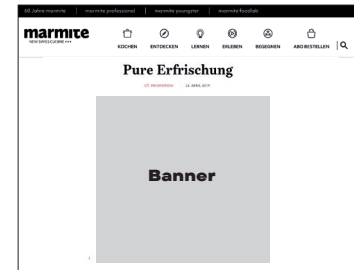 60 Jahre marmite | marmite professional | marmite youngster | marmite foodlab
marmite
NEW SWISS CUISINE •••
KOCHEN ENTDECKEN LERNEN ERLEBEN BEGEGNEN ABO BESTELLEN
Pure Erfrischung
24. APRIL 2019
Banner